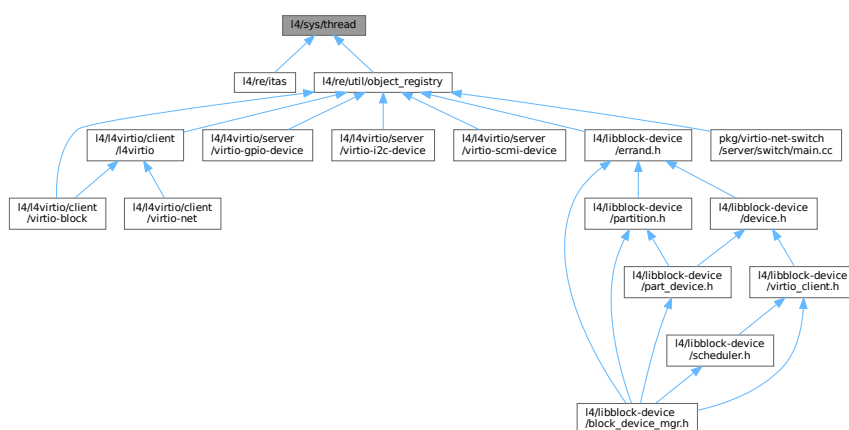 l4/sys/thread
l4/re/itas
l4/re/util/object_registry
l4/l4virtio/client
/l4virtio
l4/l4virtio/server
/virtio-gpio-device
l4/l4virtio/server
/virtio-i2c-device
l4/l4virtio/server
/virtio-scmi-device
l4/libblock-device
/errand.h
pkg/virtio-net-switch
/server/switch/main.cc
l4/l4virtio/client
/virtio-block
l4/l4virtio/client
/virtio-net
l4/libblock-device
/partition.h
l4/libblock-device
/device.h
l4/libblock-device
/part_device.h
l4/libblock-device
/virtio_client.h
l4/libblock-device
/scheduler.h
l4/libblock-device
/block_device_mgr.h